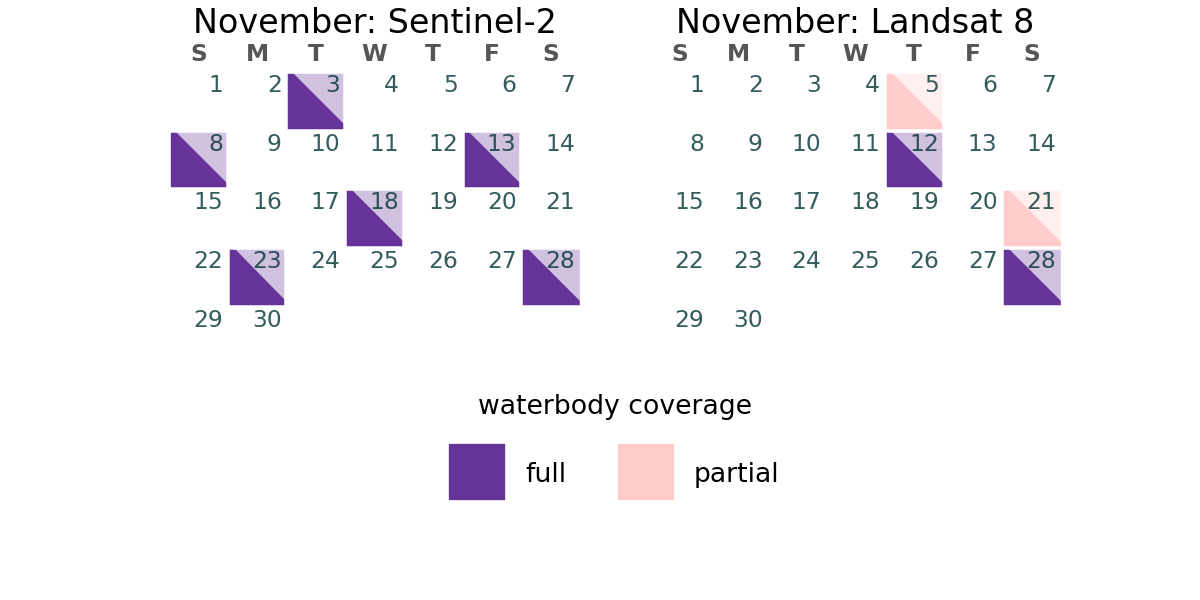 November: Sentinel-2
S M T W T F S
1 2 3 4 5 6 7
8 9 10 11 12 13 14
15 16 17 18 19 20 21
22 23 24 25 26 27 28
29 30
November: Landsat 8
S M T W T F S
1 2 3 4 5 6 7
8 9 10 11 12 13 14
15 16 17 18 19 20 21
22 23 24 25 26 27 28
29 30
waterbody coverage
full partial